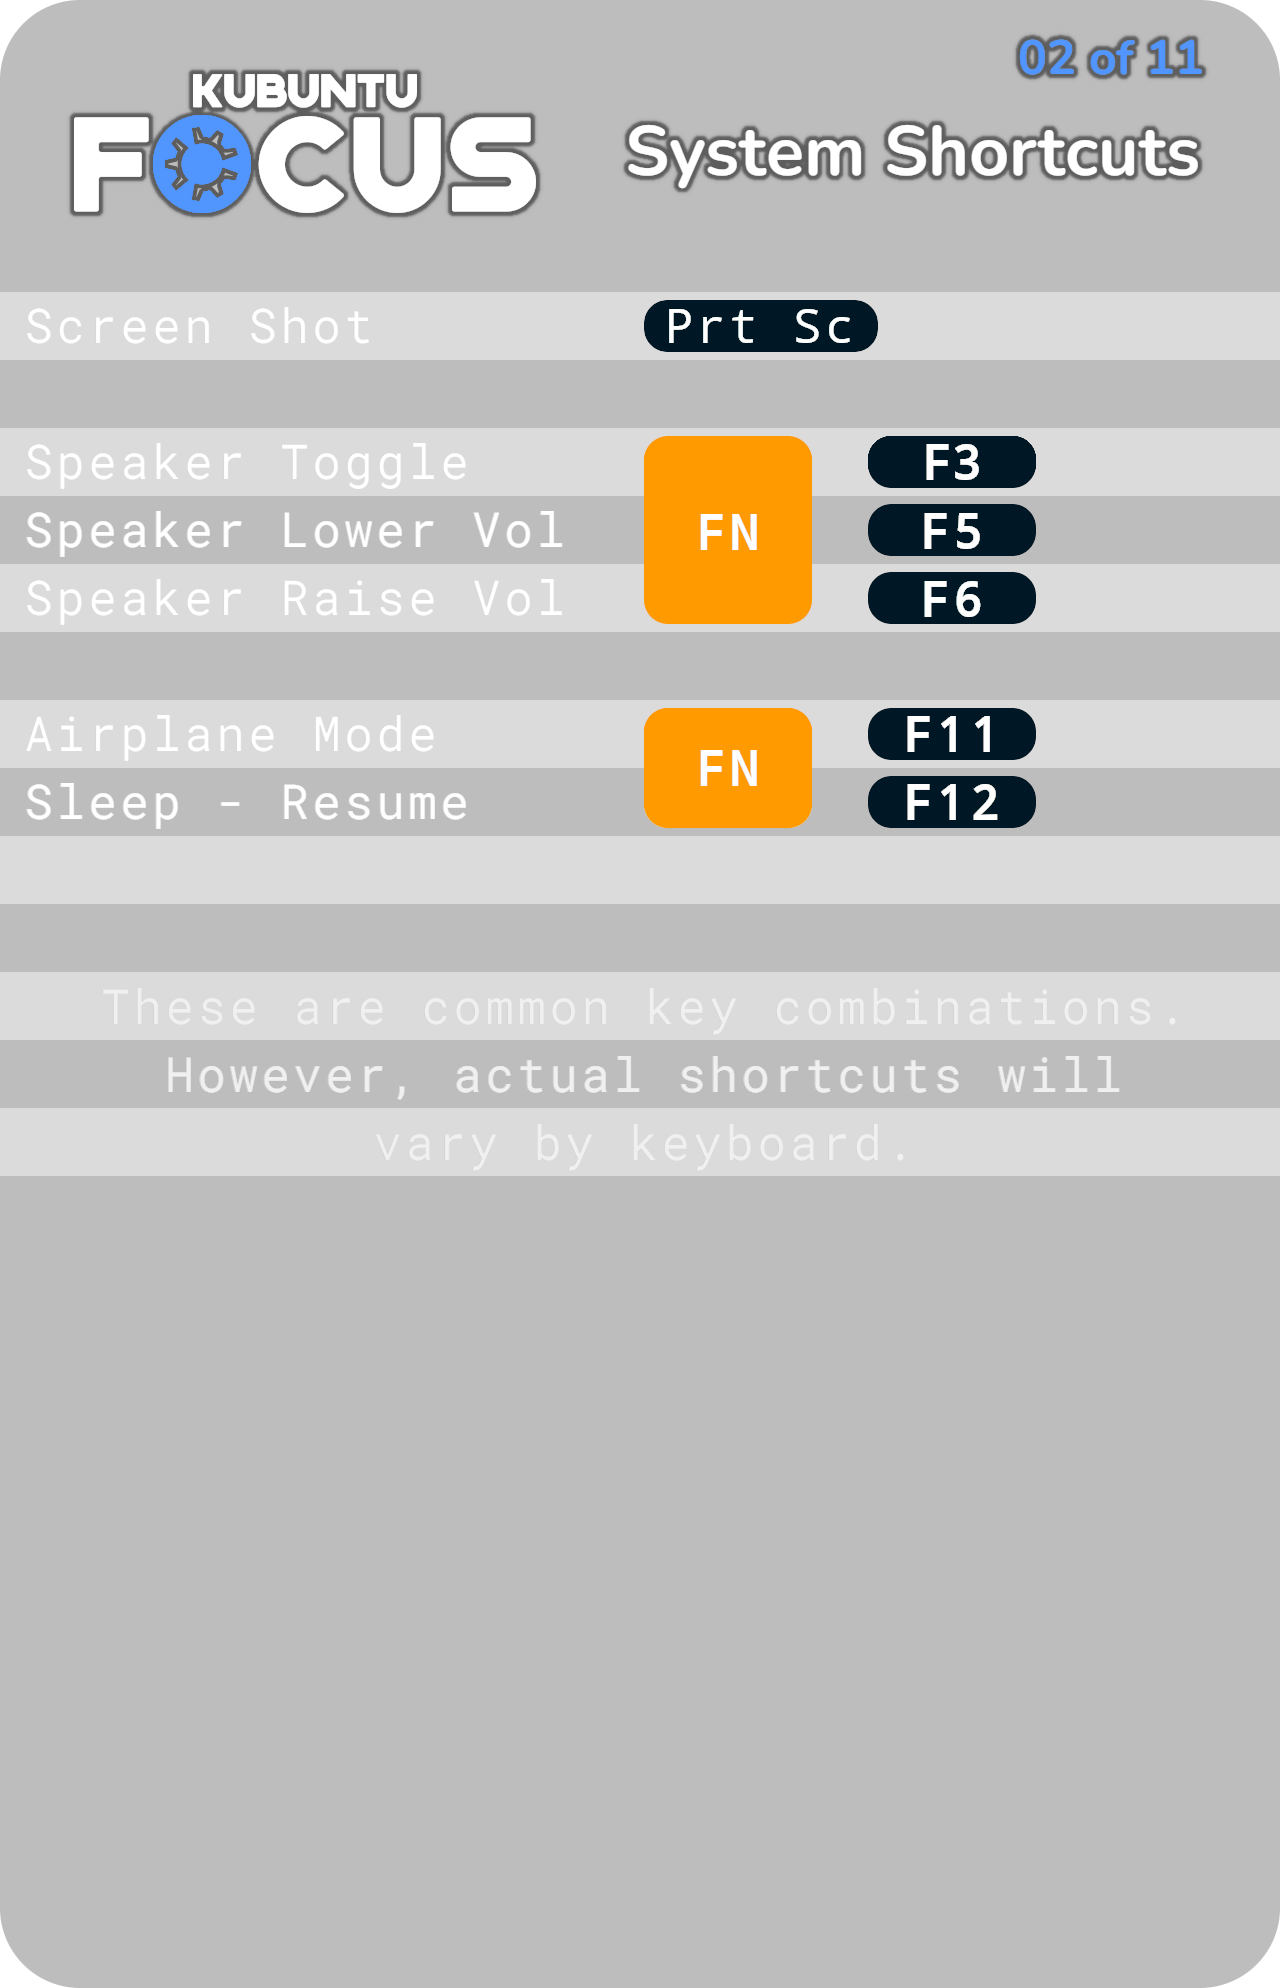 02 of 11
KUBUNTU
FOCUS
System Shortcuts
Screen Shot Prt Sc
Speaker Toggle F3
Speaker Lower Vol FN F5
Speaker Raise Vol F6
Airplane Mode F11
FN
Sleep - Resume F12
These are common key combinations.
However, actual shortcuts will
vary by keyboard.